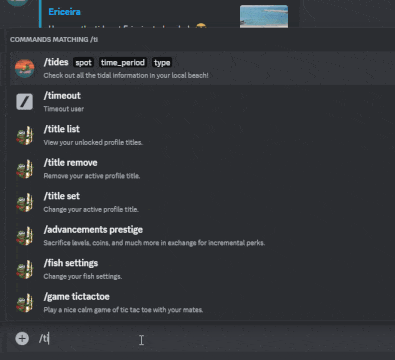 Ericeira
COMMANDS MATCHING /ti
/tides spot time_period type
Check out all the tidal information in your local beach!
/timeout
Timeout user
/title list
View your unlocked profile titles.
/title remove
Remove your active profile title.
/title set
Change your active profile title.
/advancements prestige
Sacrifice levels, coins, and much more in exchange for incremental perks.
/fish settings
Change your fish settings.
/game tictactoe
Play a nice calm game of tic tac toe with your mates.
/ti